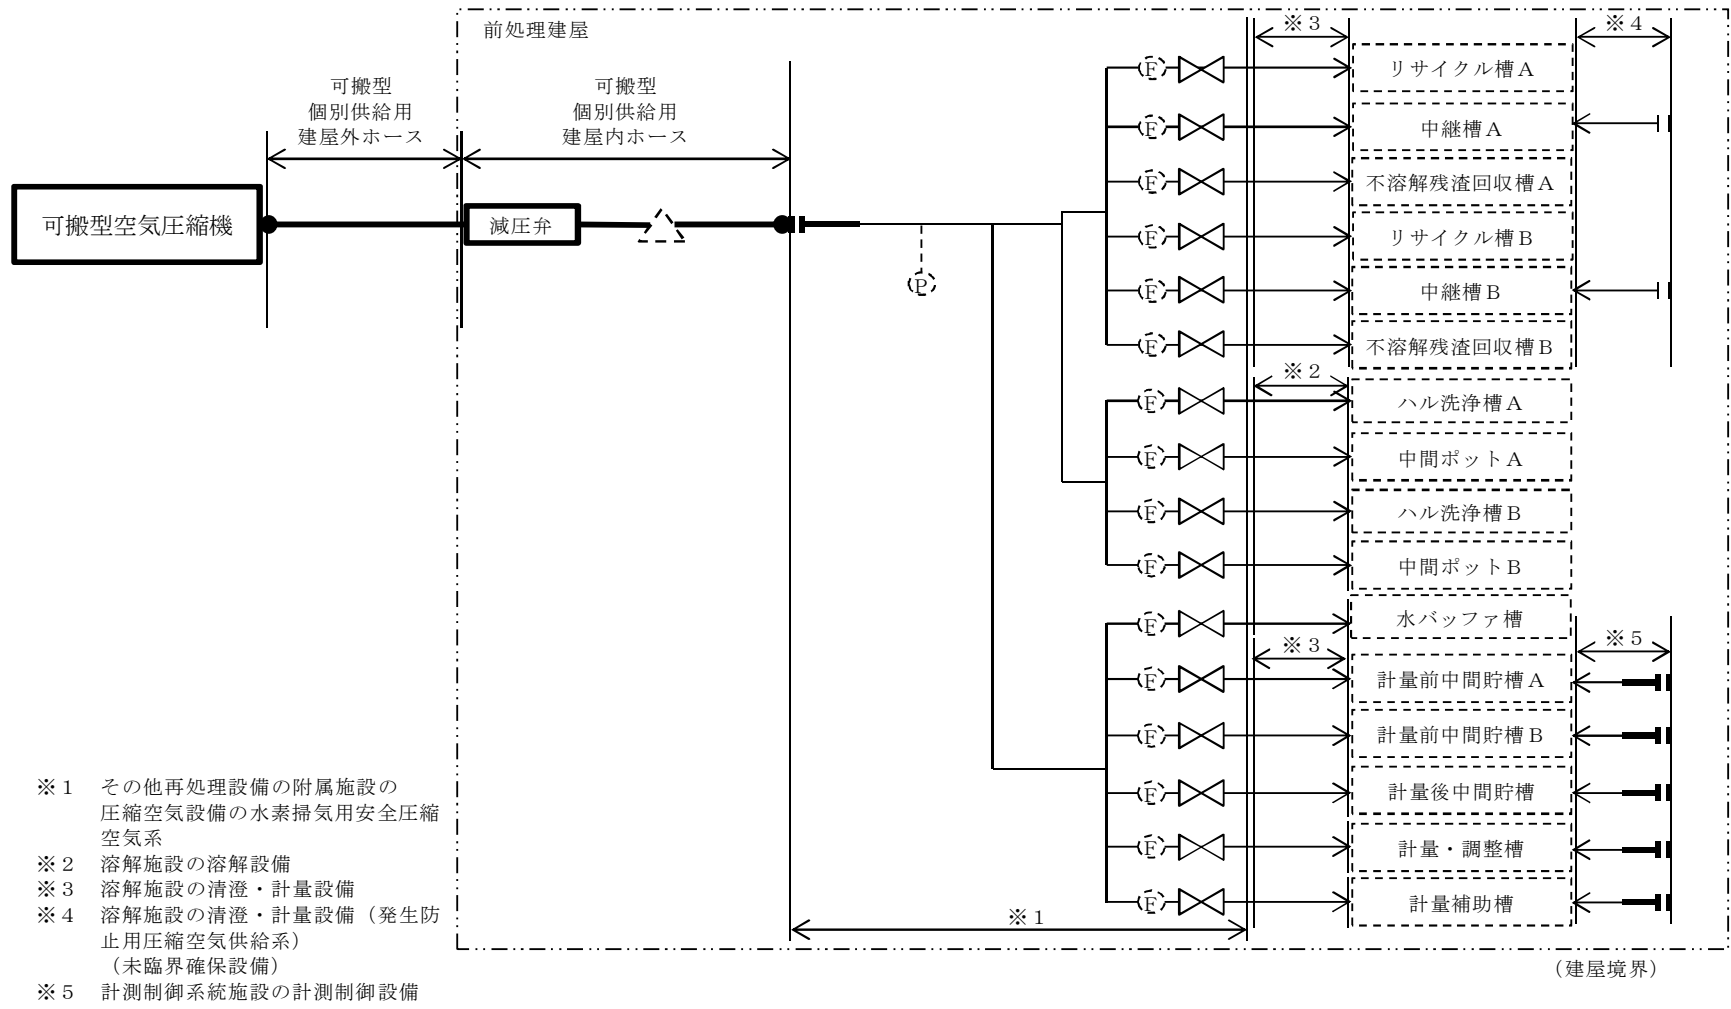 前処理建屋
※３
※４
可搬型
個別供給用
建屋外ホース
可搬型
個別供給用
建屋内ホース
可搬型空気圧縮機
減圧弁
P
F
リサイクル槽Ａ
F
中継槽Ａ
F
不溶解残渣回収槽Ａ
F
リサイクル槽Ｂ
F
中継槽Ｂ
F
不溶解残渣回収槽Ｂ
※２
F
ハル洗浄槽Ａ
F
中間ポットＡ
F
ハル洗浄槽Ｂ
F
中間ポットＢ
F
水バッファ槽
※３
※５
F
計量前中間貯槽Ａ
F
計量前中間貯槽Ｂ
F
計量後中間貯槽
F
計量・調整槽
F
計量補助槽
※１
※１　その他再処理設備の附属施設の
圧縮空気設備の水素掃気用安全圧縮
空気系
※２　溶解施設の溶解設備
※３　溶解施設の清澄・計量設備
※４　溶解施設の清澄・計量設備（発生防
止用圧縮空気供給系）
（未臨界確保設備）
※５　計測制御系統施設の計測制御設備
（建屋境界）